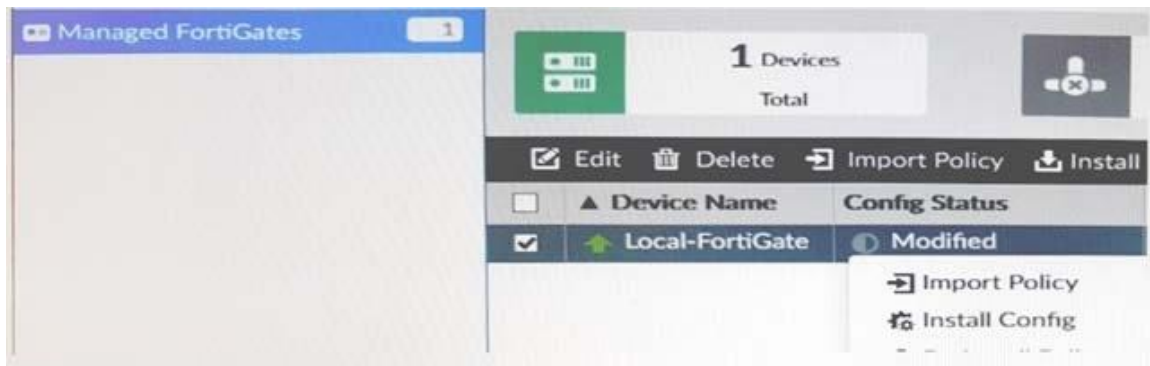 Managed FortiGates 1
1 Devices
Total
Edit Delete Import Policy Install
Device Name Config Status
Local-FortiGate Modified
Import Policy
Install Config